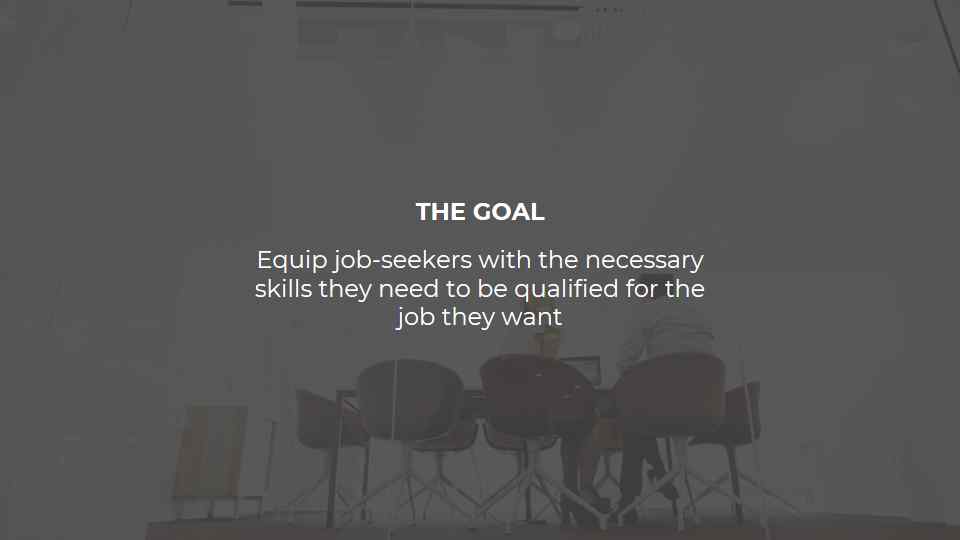 THE GOAL
Equip job-seekers with the necessary
skills they need to be qualified for the
job they want